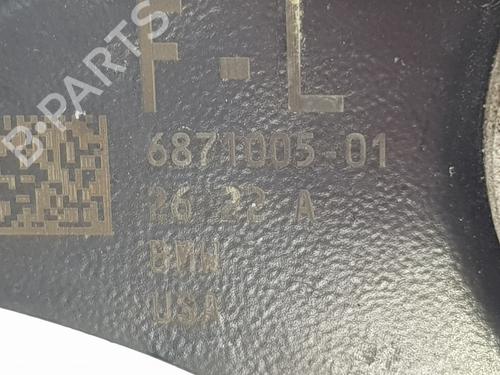 F-L
6871005-01
26 22 A
BMW
USA
B-PARTS